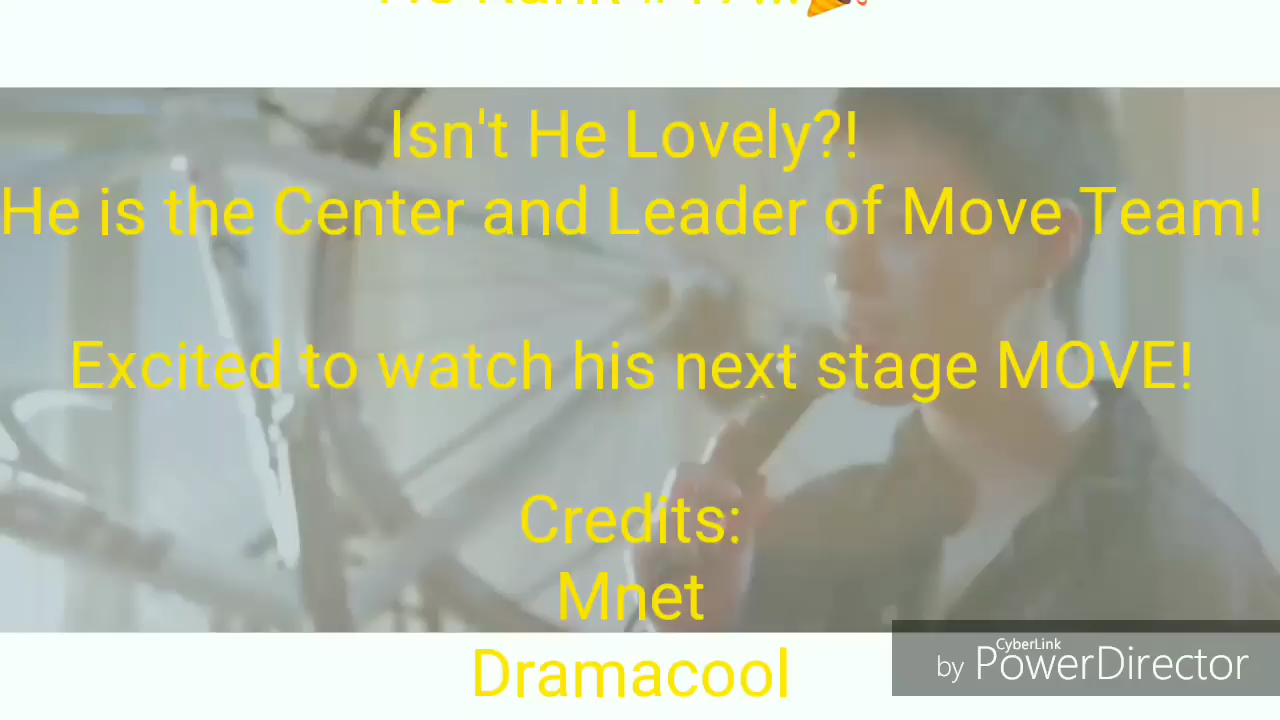 Isn't He Lovely?!
He is the Center and Leader of Move Team!
Excited to watch his next stage MOVE!
Credits:
Mnet
Dramacool
CyberLink
by PowerDirector